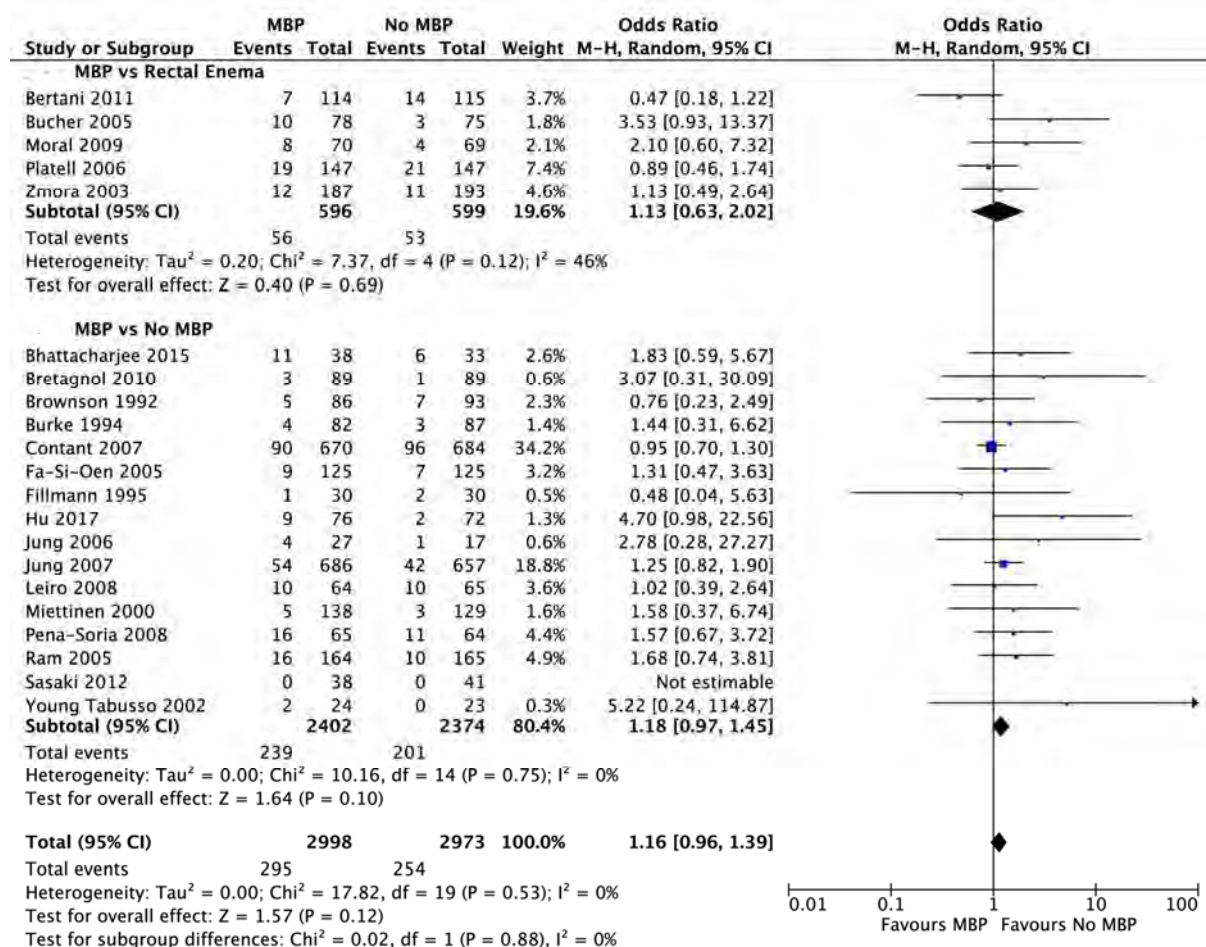 MBP No MBP Odds Ratio Odds Ratio
Study or Subgroup Events Total Events Total Weight M-H, Random, 95% CI M-H, Random, 95% CI
MBP vs Rectal Enema
Bertani 2011 7 114 14 115 3.7% 0.47 [0.18, 1.22]
Bucher 2005 10 78 3 75 1.8% 3.53 [0.93, 13.37]
Moral 2009 8 70 4 69 2.1% 2.10 [0.60, 7.32]
Platell 2006 19 147 21 147 7.4% 0.89 [0.46, 1.74]
Zmora 2003 12 187 11 193 4.6% 1.13 [0.49, 2.64]
Subtotal (95% CI) 596 599 19.6% 1.13 [0.63, 2.02]
Total events 56 53
Heterogeneity: Tau² = 0.20; Chi² = 7.37, df = 4 (P = 0.12); I² = 46%
Test for overall effect: Z = 0.40 (P = 0.69)
MBP vs No MBP
Bhattacharjee 2015 11 38 6 33 2.6% 1.83 [0.59, 5.67]
Bretagnol 2010 3 89 1 89 0.6% 3.07 [0.31, 30.09]
Brownson 1992 5 86 7 93 2.3% 0.76 [0.23, 2.49]
Burke 1994 4 82 3 87 1.4% 1.44 [0.31, 6.62]
Contant 2007 90 670 96 684 34.2% 0.95 [0.70, 1.30]
Fa-Si-Oen 2005 9 125 7 125 3.2% 1.31 [0.47, 3.63]
Fillmann 1995 1 30 2 30 0.5% 0.48 [0.04, 5.63]
Hu 2017 9 76 2 72 1.3% 4.70 [0.98, 22.56]
Jung 2006 4 27 1 17 0.6% 2.78 [0.28, 27.27]
Jung 2007 54 686 42 657 18.8% 1.25 [0.82, 1.90]
Leiro 2008 10 64 10 65 3.6% 1.02 [0.39, 2.64]
Miettinen 2000 5 138 3 129 1.6% 1.58 [0.37, 6.74]
Pena-Soria 2008 16 65 11 64 4.4% 1.57 [0.67, 3.72]
Ram 2005 16 164 10 165 4.9% 1.68 [0.74, 3.81]
Sasaki 2012 0 38 0 41 Not estimable
Young Tabusso 2002 2 24 0 23 0.3% 5.22 [0.24, 114.87]
Subtotal (95% CI) 2402 2374 80.4% 1.18 [0.97, 1.45]
Total events 239 201
Heterogeneity: Tau² = 0.00; Chi² = 10.16, df = 14 (P = 0.75); I² = 0%
Test for overall effect: Z = 1.64 (P = 0.10)
Total (95% CI) 2998 2973 100.0% 1.16 [0.96, 1.39]
Total events 295 254
Heterogeneity: Tau² = 0.00; Chi² = 17.82, df = 19 (P = 0.53); I² = 0%
Test for overall effect: Z = 1.57 (P = 0.12)
Test for subgroup differences: Chi² = 0.02, df = 1 (P = 0.88), I² = 0%
0.01 0.1 1 10 100
Favours MBP Favours No MBP